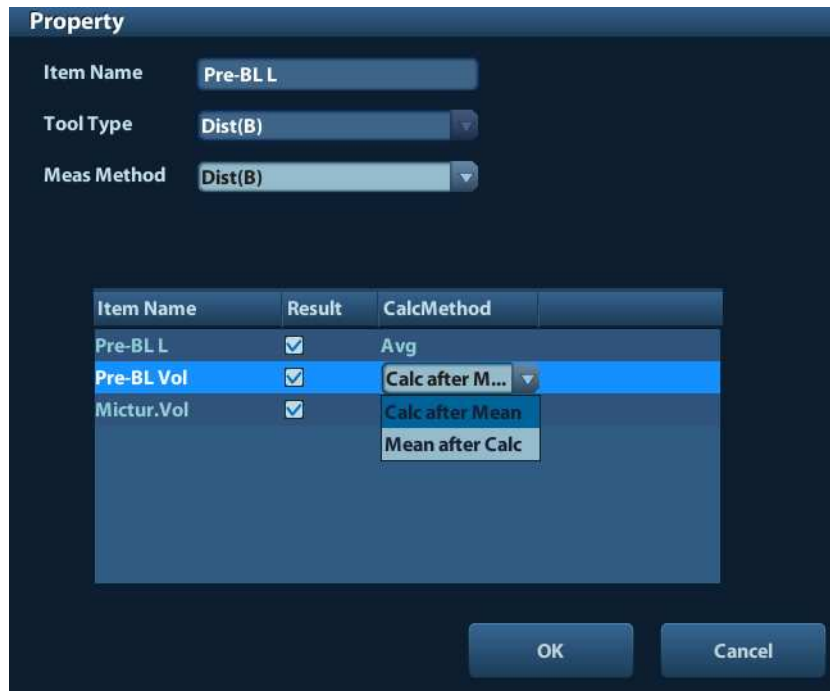 Property
Item Name Pre-BL L
Tool Type Dist(B)
Meas Method Dist(B)
Item Name Result CalcMethod
Pre-BL L Avg
Pre-BL Vol Calc after M...
Mictur.Vol Calc after Mean
Mean after Calc
OK Cancel